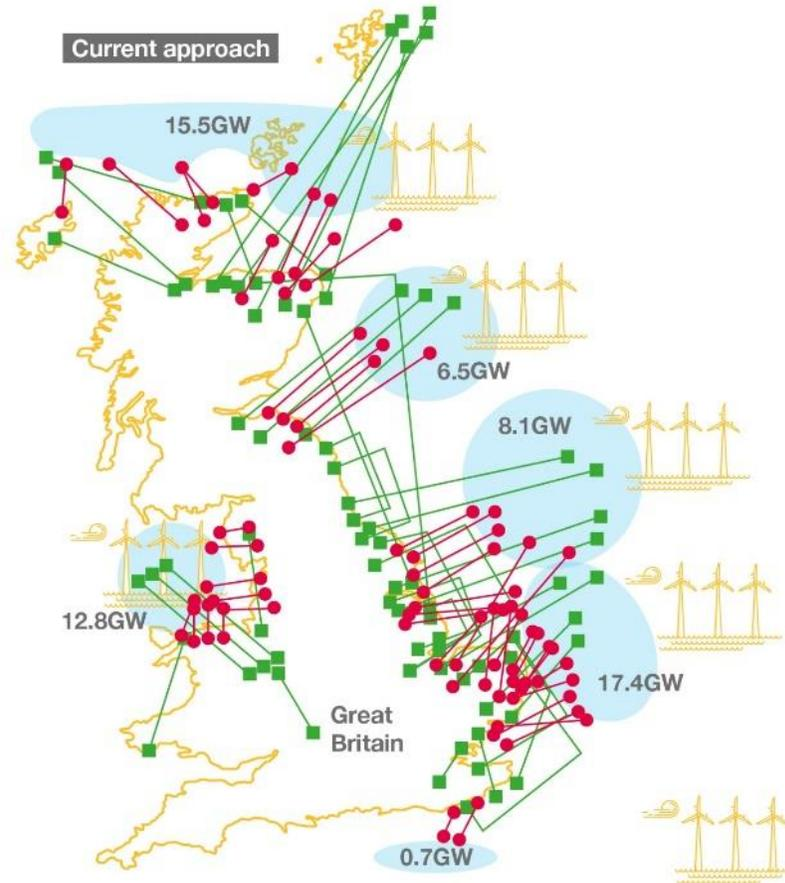 Current approach
15.5GW
6.5GW
8.1GW
12.8GW
17.4GW
Great
Britain
0.7GW